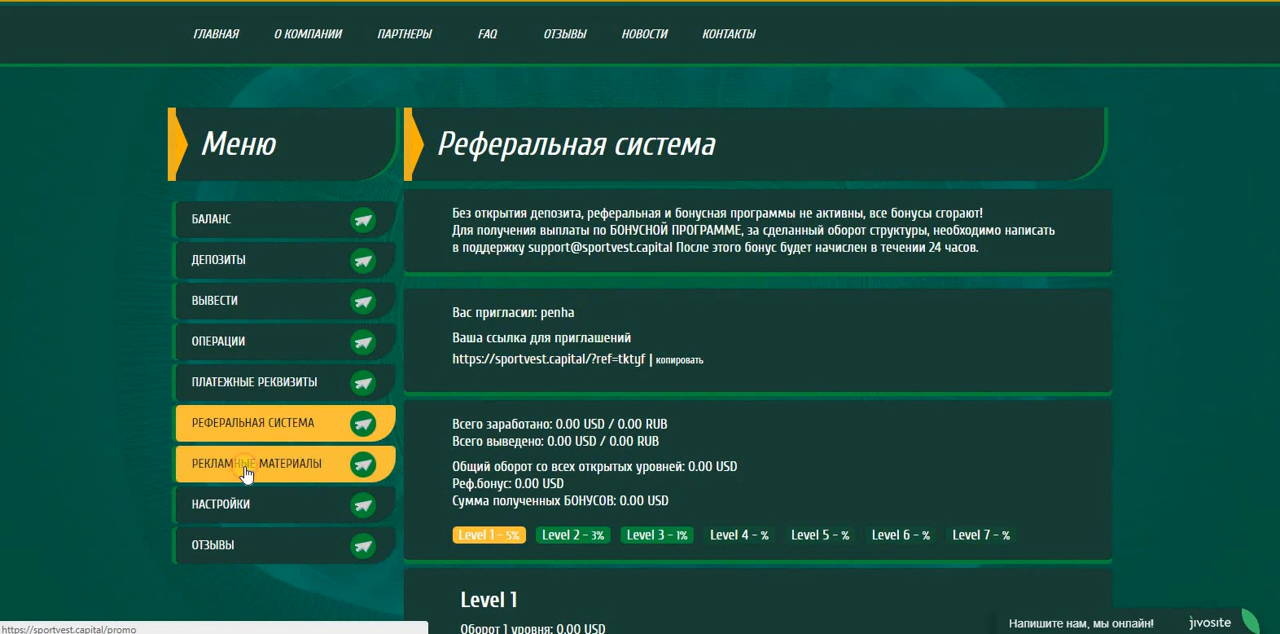 ГЛАВНАЯ О КОМПАНИИ ПАРТНЕРЫ FAQ ОТЗЫВЫ НОВОСТИ КОНТАКТЫ
Меню
БАЛАНС
ДЕПОЗИТЫ
ВЫВЕСТИ
ОПЕРАЦИИ
ПЛАТЕЖНЫЕ РЕКВИЗИТЫ
РЕФЕРАЛЬНАЯ СИСТЕМА
РЕКЛАМНЫЕ МАТЕРИАЛЫ
НАСТРОЙКИ
ОТЗЫВЫ
Реферальная система
Без открытия депозита, реферальная и бонусная программы не активны, все бонусы сгорают!
Для получения выплаты по БОНУСНОЙ ПРОГРАММЕ, за сделанный оборот структуры, необходимо написать
в поддержку support@sportvest.capital После этого бонус будет начислен в течении 24 часов.
Вас пригласил: penha
Ваша ссылка для приглашений
https://sportvest.capital/?ref=tktyf | копировать
Всего заработано: 0.00 USD / 0.00 RUB
Всего выведено: 0.00 USD / 0.00 RUB
Общий оборот со всех открытых уровней: 0.00 USD
Реф.бонус: 0.00 USD
Сумма полученных БОНУСОВ: 0.00 USD
Level 1 - 5% Level 2 - 3% Level 3 - 1% Level 4 - % Level 5 - % Level 6 - % Level 7 - %
Level 1
Оборот 1 уровня: 0.00 USD
https://sportvest.capital/promo
Напишите нам, мы онлайн! jivosite